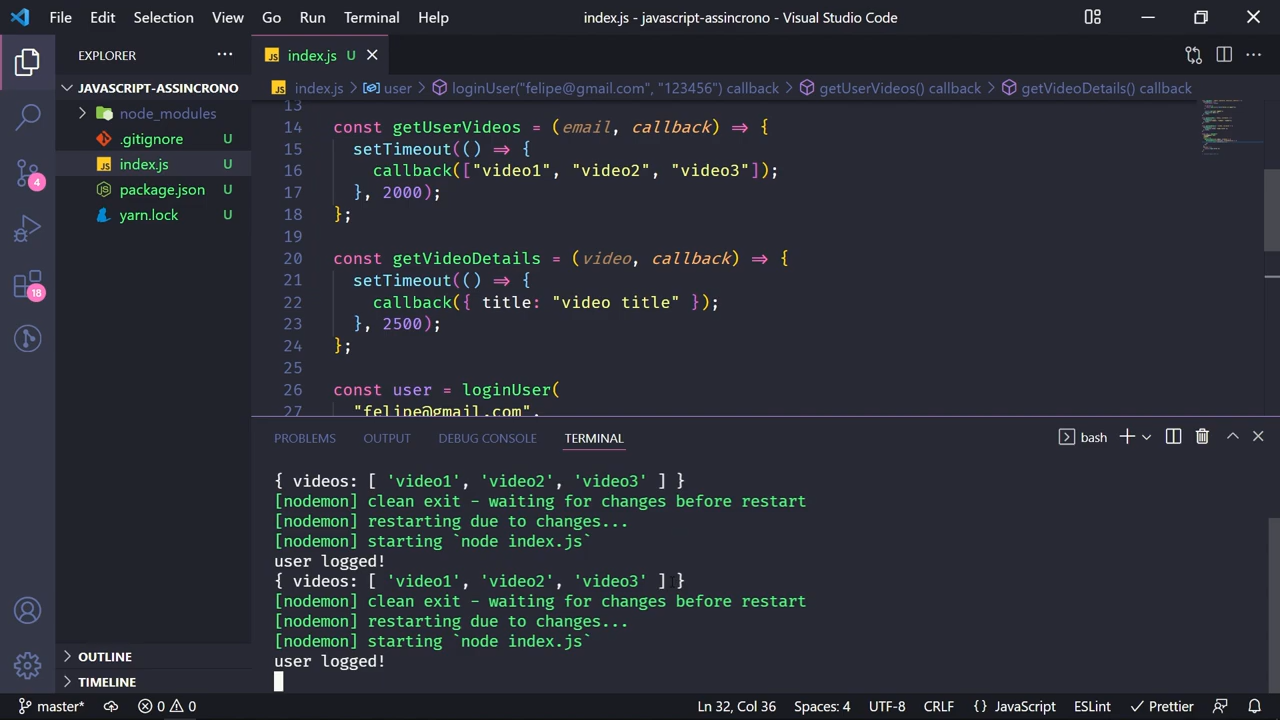 File Edit Selection View Go Run Terminal Help index.js - javascript-assincrono - Visual Studio Code
EXPLORER
JAVASCRIPT-ASSINCRONO
node_modules
.gitignore U
index.js U
package.json U
yarn.lock U
4
18
OUTLINE
TIMELINE
JS index.js U
JS index.js user loginUser("felipe@gmail.com", "123456") callback getUserVideos() callback getVideoDetails() callback
13
14 const getUserVideos = (email, callback) => {
15 setTimeout(() => {
16 callback(["video1", "video2", "video3"]);
17 }, 2000);
18 };
19
20 const getVideoDetails = (video, callback) => {
21 setTimeout(() => {
22 callback({ title: "video title" });
23 }, 2500);
24 };
25
26 const user = loginUser(
27 "felipe@gmail.com",
PROBLEMS OUTPUT DEBUG CONSOLE TERMINAL bash
{ videos: [ 'video1', 'video2', 'video3' ] }
[nodemon] clean exit - waiting for changes before restart
[nodemon] restarting due to changes...
[nodemon] starting `node index.js`
user logged!
{ videos: [ 'video1', 'video2', 'video3' ] }
[nodemon] clean exit - waiting for changes before restart
[nodemon] restarting due to changes...
[nodemon] starting `node index.js`
user logged!
master* 0 0 Ln 32, Col 36 Spaces: 4 UTF-8 CRLF {} JavaScript ESLint Prettier